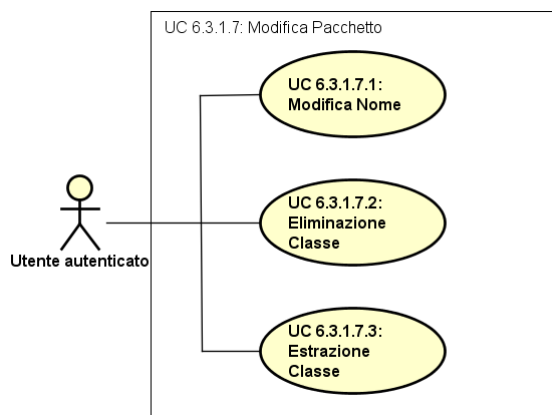 UC 6.3.1.7: Modifica Pacchetto
UC 6.3.1.7.1:
Modifica Nome
UC 6.3.1.7.2:
Eliminazione
Classe
Utente autenticato
UC 6.3.1.7.3:
Estrazione
Classe